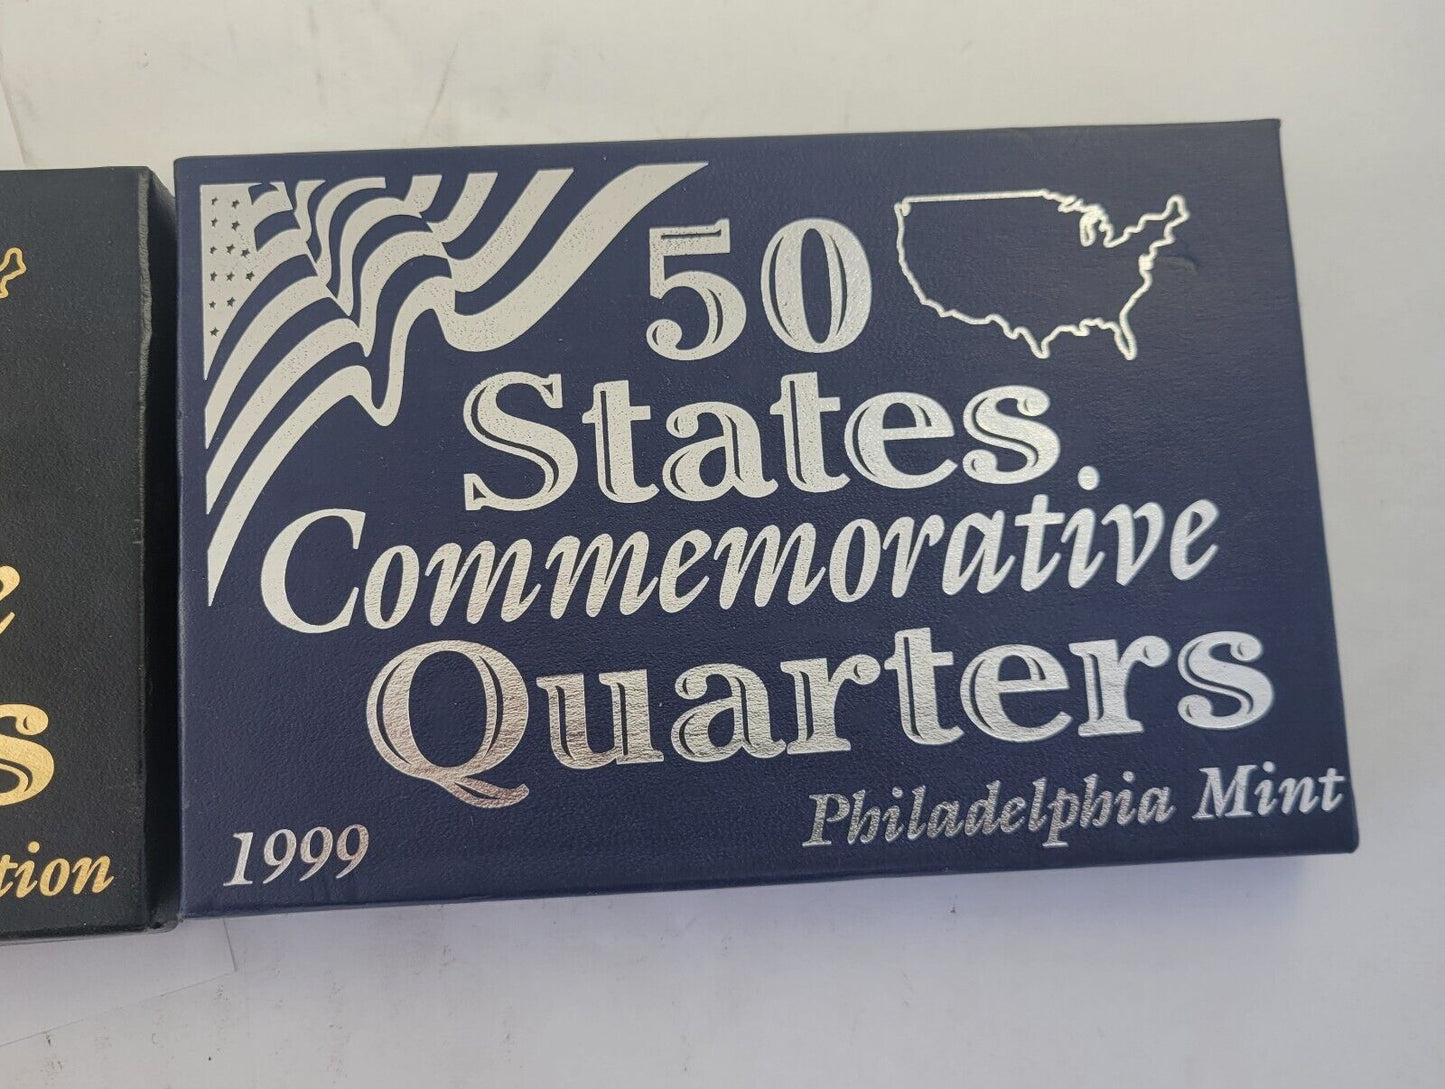 50
States
Commemorative
Quarters
Philadelphia Mint
1999